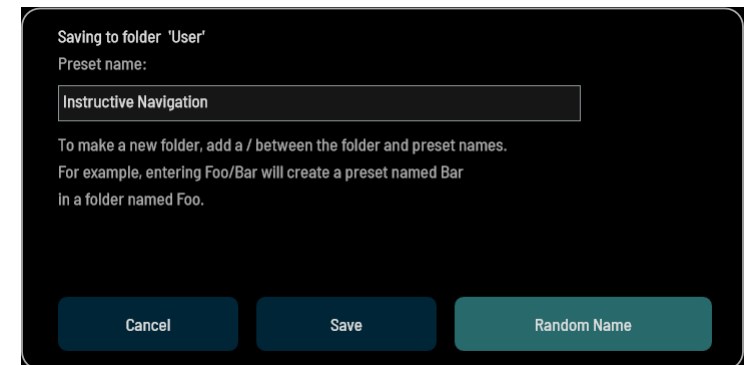 Saving to folder 'User'
Preset name:
Instructive Navigation
To make a new folder, add a / between the folder and preset names.
For example, entering Foo/Bar will create a preset named Bar
in a folder named Foo.
Cancel
Save
Random Name